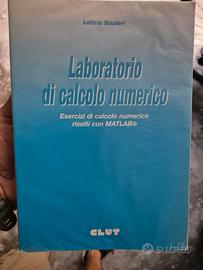 Letizia Scuderi
Laboratorio
di calcolo numerico
Esercizi di calcolo numerico
risolti con MATLAB®
CLUT
subito